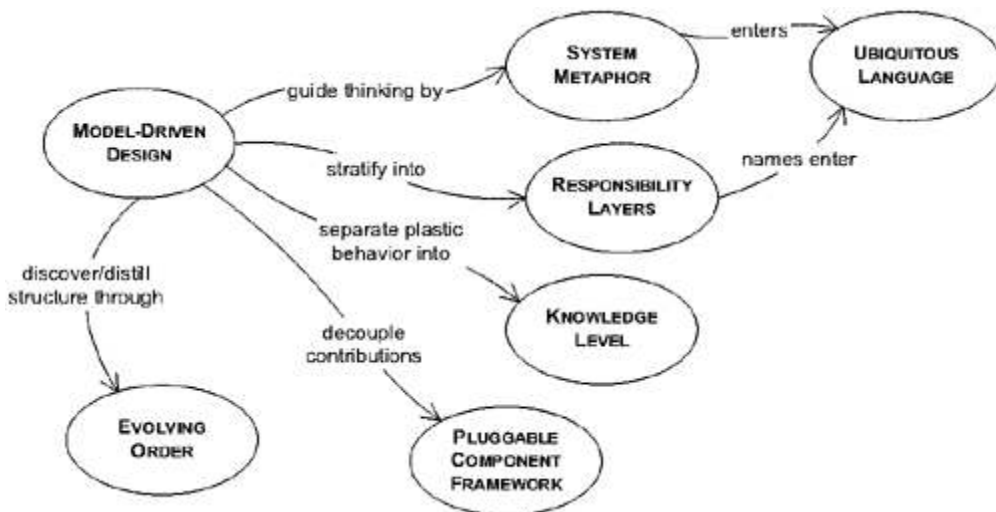 SYSTEM
METAPHOR
enters
UBIQUITOUS
LANGUAGE
guide thinking by
MODEL-DRIVEN
DESIGN
stratify into
names enter
RESPONSIBILITY
LAYERS
separate plastic
behavior into
discover/distill
structure through
KNOWLEDGE
LEVEL
decouple
contributions
EVOLVING
ORDER
PLUGGABLE
COMPONENT
FRAMEWORK